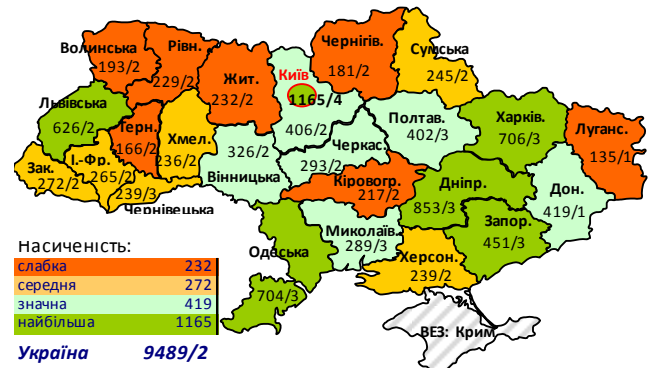 Волинська
193/2
Рівн.
229/2
Жит.
232/2
Київ
1165/4
406/2
Чернігів.
181/2
Сумська
245/2
Львівська
626/2
Терн.
166/2
Хмел.
236/2
Зак.
272/2
І.-Фр.
265/2
239/3
Чернівецька
326/2
Вінницька
Черкас.
293/2
Полтав.
402/3
Харків.
706/3
Луганс.
135/1
Кіровогр.
217/2
Дніпр.
853/3
Дон.
419/1
Запор.
451/3
Миколаїв.
289/3
Херсон.
239/2
Одеська
704/3
ВЕЗ: Крим
Насиченість:
слабка 232
середня 272
значна 419
найбільша 1165
Україна 9489/2